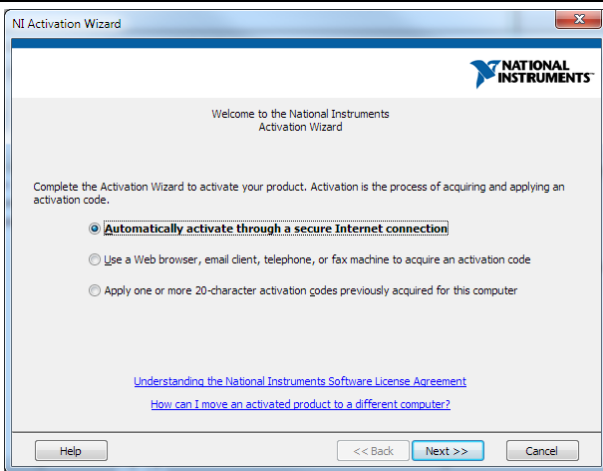 NI Activation Wizard
NATIONAL
INSTRUMENTS™
Welcome to the National Instruments
Activation Wizard
Complete the Activation Wizard to activate your product. Activation is the process of acquiring and applying an
activation code.
Automatically activate through a secure Internet connection
Use a Web browser, email client, telephone, or fax machine to acquire an activation code
Apply one or more 20-character activation codes previously acquired for this computer
Understanding the National Instruments Software License Agreement
How can I move an activated product to a different computer?
Help
<< Back
Next >>
Cancel